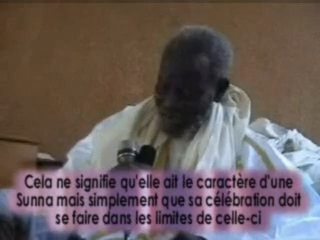 Cela ne signifie qu'elle ait le caractère d'une
Sunna mais simplement que sa célébration doit
se faire dans les limites de celle-ci